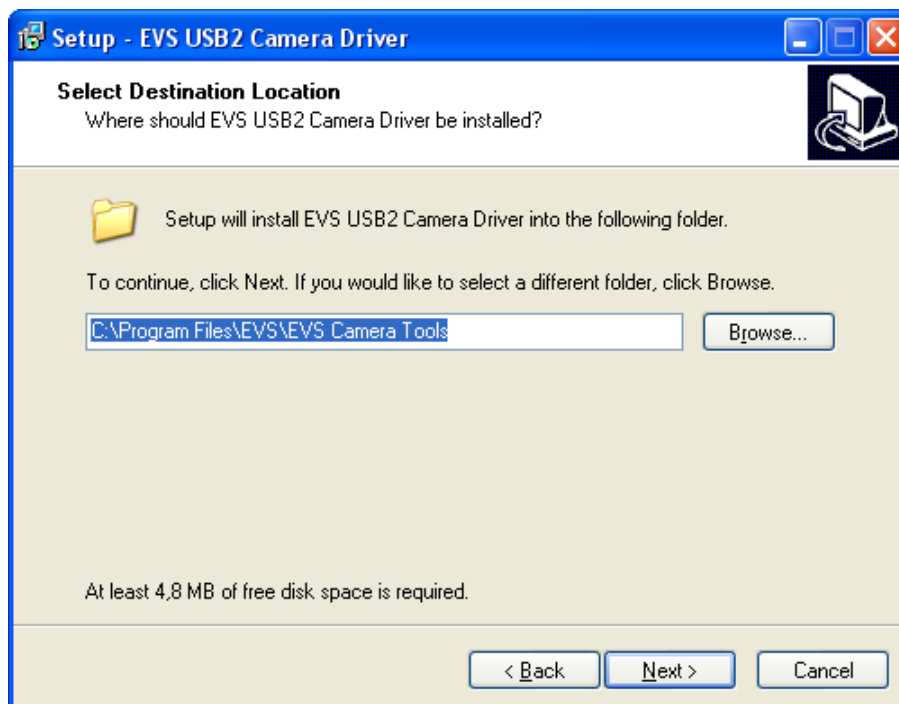 Setup - EVS USB2 Camera Driver
Select Destination Location
Where should EVS USB2 Camera Driver be installed?
Setup will install EVS USB2 Camera Driver into the following folder.
To continue, click Next. If you would like to select a different folder, click Browse.
C:\Program Files\EVS\EVS Camera Tools
Browse...
At least 4,8 MB of free disk space is required.
< Back
Next >
Cancel